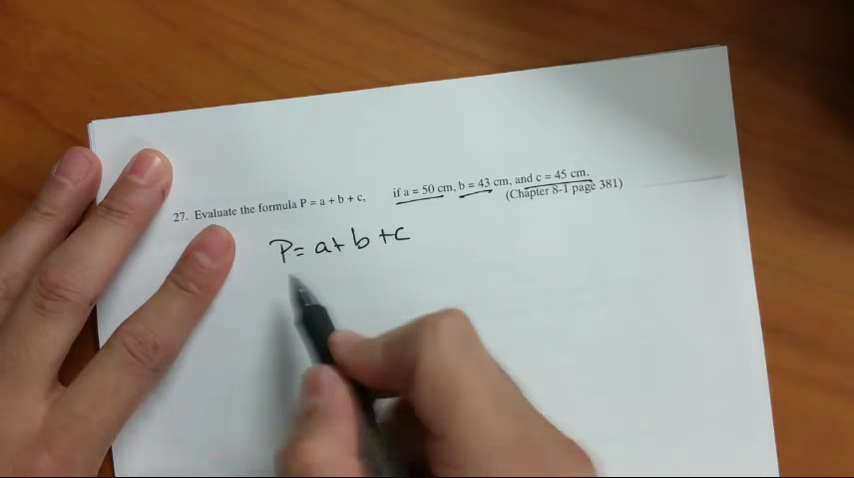 27. Evaluate the formula P = a + b + c, if a = 50 cm, b = 43 cm, and c = 45 cm.
(Chapter 8-1 page 381)
P = a + b + c